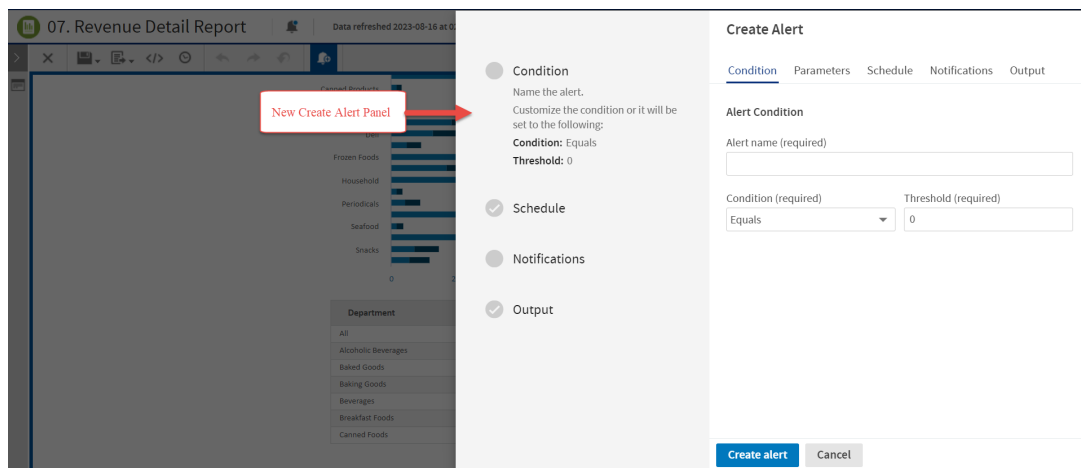 07. Revenue Detail Report
Data refreshed 2023-08-16 at 0
Canned Products
New Create Alert Panel
Deli
Frozen Foods
Household
Periodicals
Seafood
Snacks
0
2
Department
All
Alcoholic Beverages
Baked Goods
Baking Goods
Beverages
Breakfast Foods
Canned Foods
Condition
Name the alert.
Customize the condition or it will be
set to the following:
Condition: Equals
Threshold: 0
Schedule
Notifications
Output
Create Alert
Condition Parameters Schedule Notifications Output
Alert Condition
Alert name (required)
Condition (required) Threshold (required)
Equals 0
Create alert Cancel